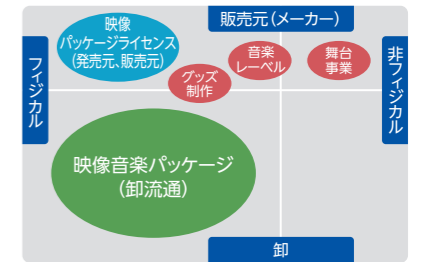 販売元（メーカー）
映像
パッケージライセンス
（発売元、販売元）
音楽
レーベル
舞台
事業
グッズ
制作
フィジカル
非フィジカル
映像音楽パッケージ
（卸流通）
卸